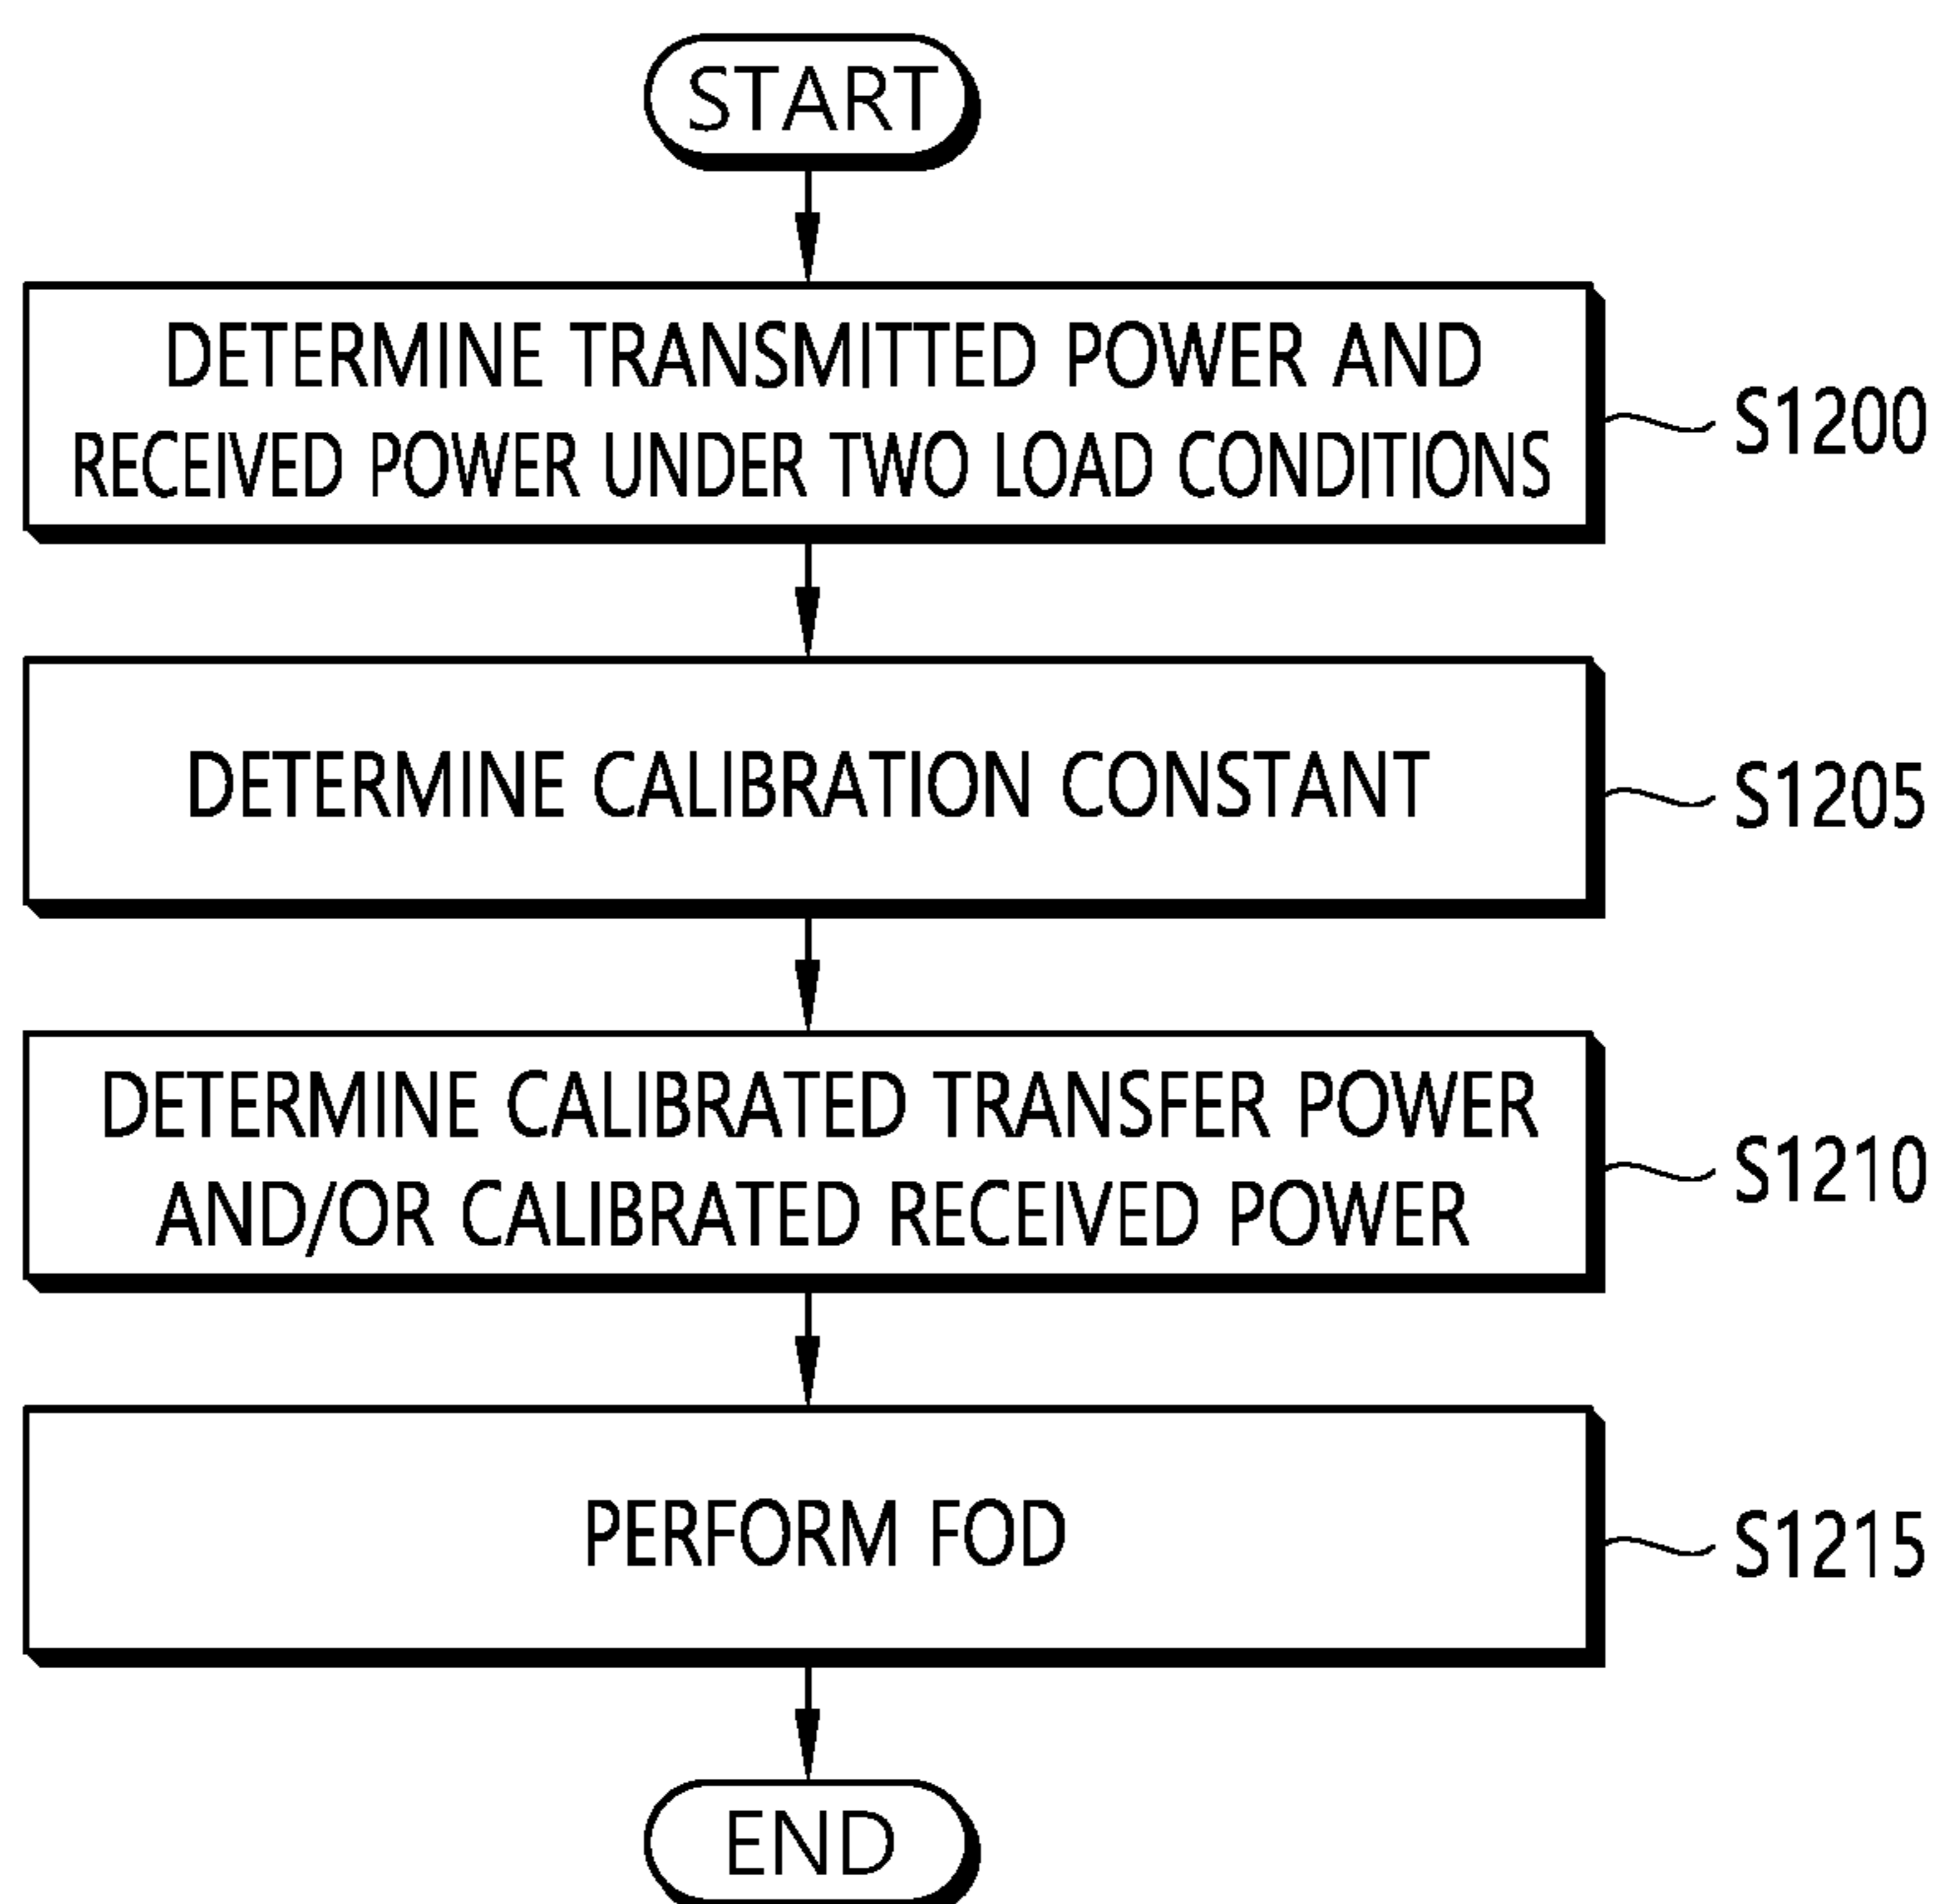 START
DETERMINE TRANSMITTED POWER AND
RECEIVED POWER UNDER TWO LOAD CONDITIONS
S1200
DETERMINE CALIBRATION CONSTANT
S1205
DETERMINE CALIBRATED TRANSFER POWER
AND/OR CALIBRATED RECEIVED POWER
S1210
PERFORM FOD
S1215
END